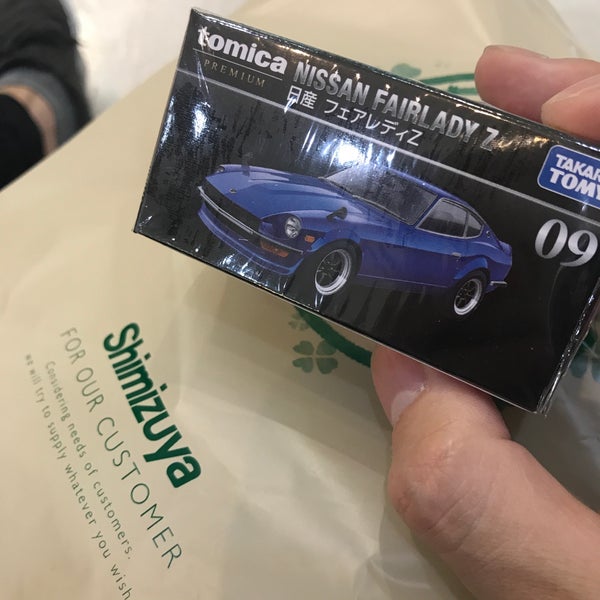 tomica
PREMIUM
NISSAN FAIRLADY Z
日産 フェアレディZ
TAKARA
TOMY
09
Shimizuya
FOR OUR CUSTOMER
Considering needs of customers.
we will try to supply whatever you wish